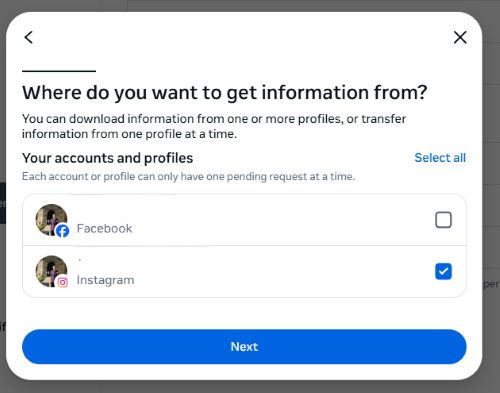 Where do you want to get information from?
You can download information from one or more profiles, or transfer
information from one profile at a time.
Your accounts and profiles
Select all
Each account or profile can only have one pending request at a time.
Facebook
Instagram
Next